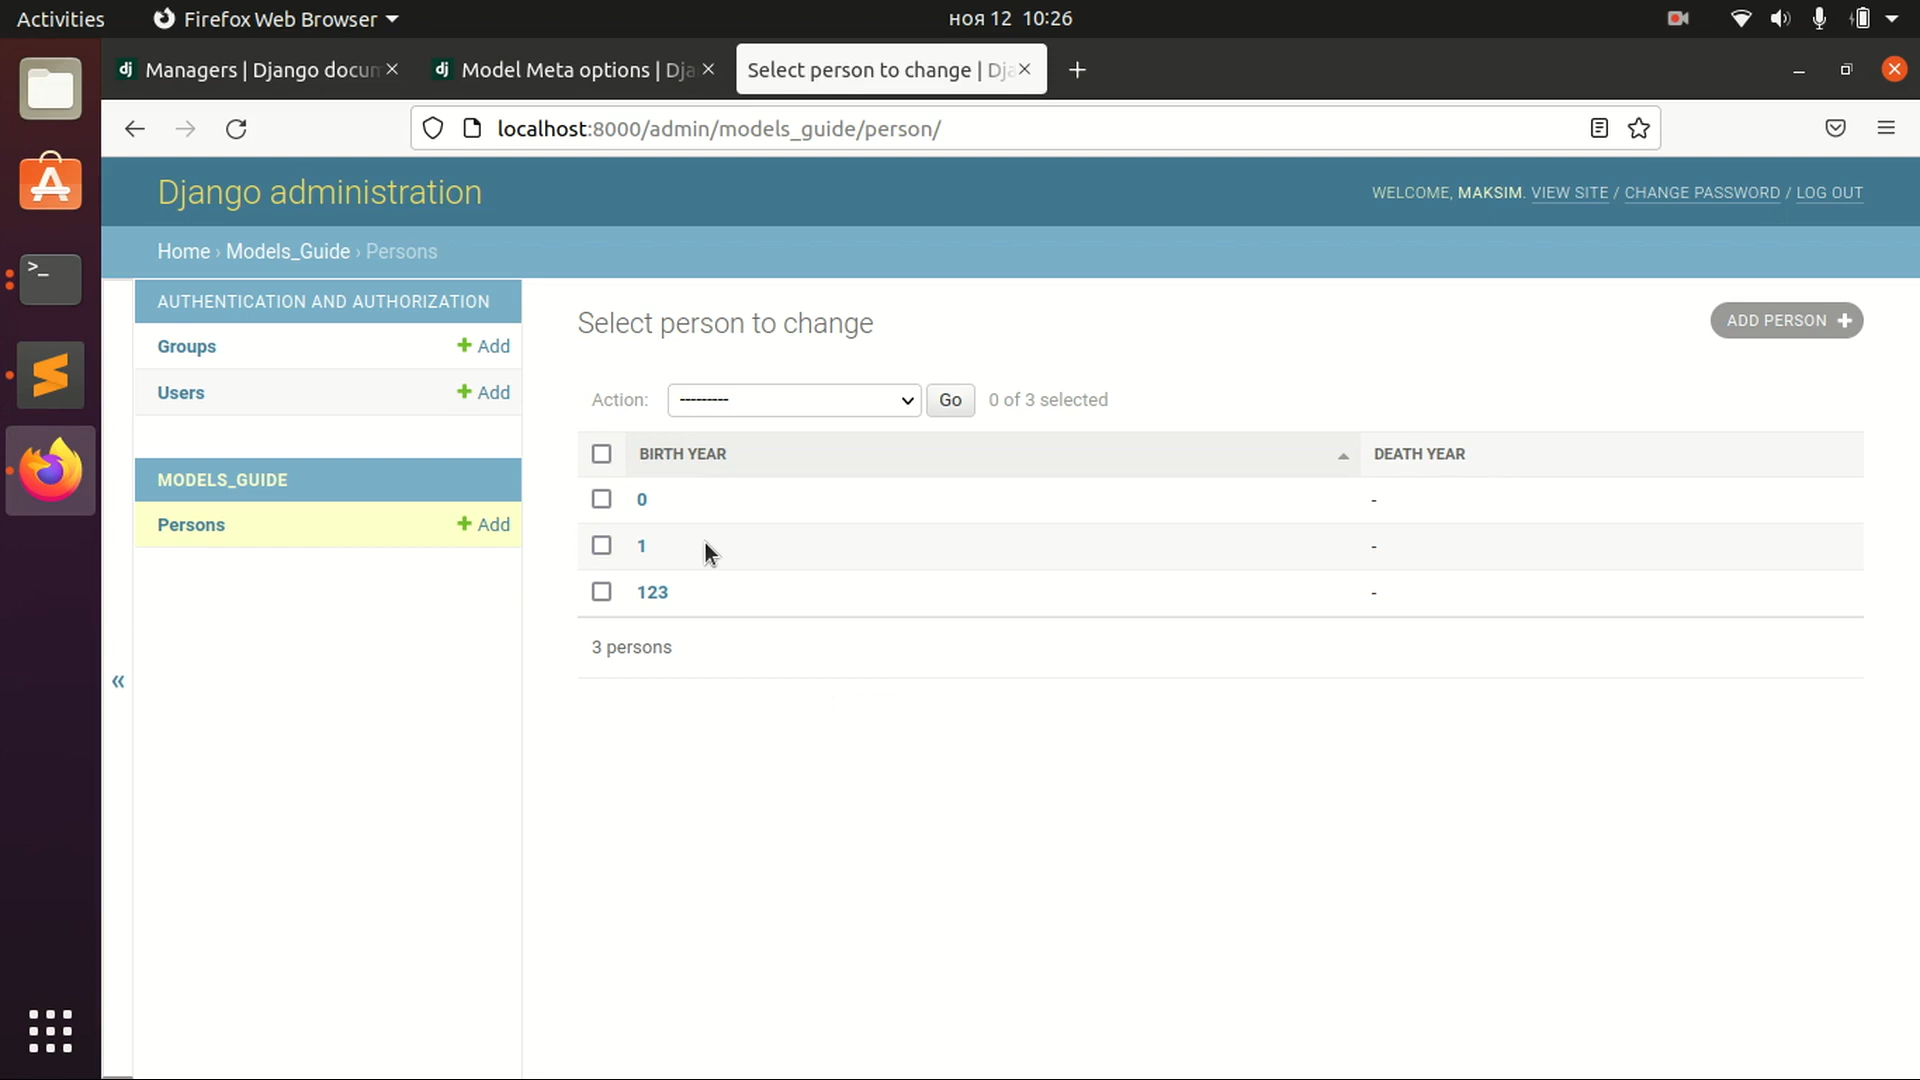 Activities
Firefox Web Browser
ноя 12 10:26
Managers | Django docum
Model Meta options | Dja
Select person to change | Dja
localhost:8000/admin/models_guide/person/
Django administration
WELCOME, MAKSIM. VIEW SITE / CHANGE PASSWORD / LOG OUT
Home › Models_Guide › Persons
AUTHENTICATION AND AUTHORIZATION
Groups
Add
Users
Add
MODELS_GUIDE
Persons
Add
«
Select person to change
ADD PERSON
Action: --------- Go 0 of 3 selected
BIRTH YEAR DEATH YEAR
0 -
1 -
123 -
3 persons